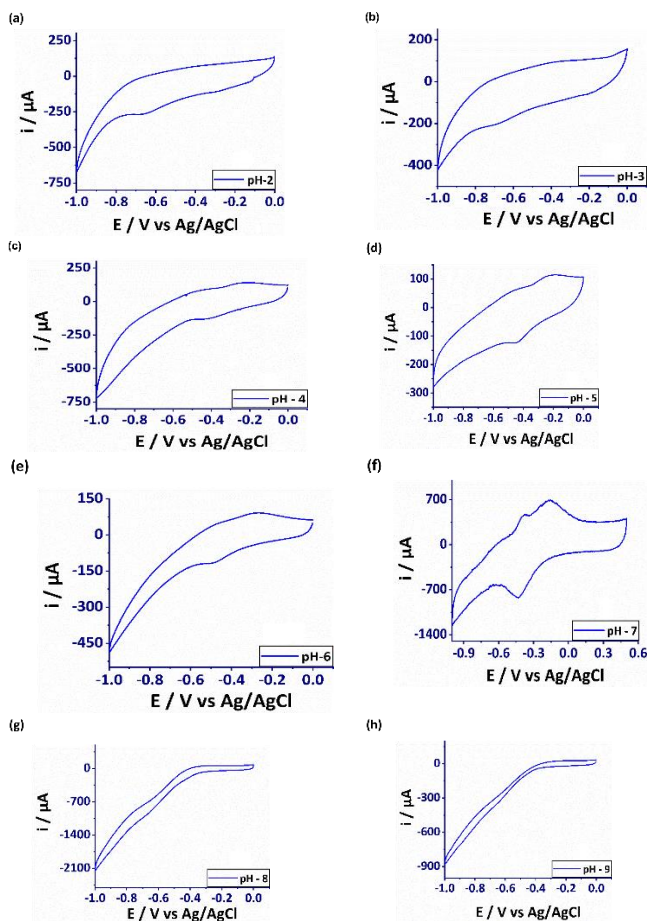 (a)
250
0
-250
-500
-750
-1.0 -0.8 -0.6 -0.4 -0.2 0.0
i / µA
E / V vs Ag/AgCl
pH-2
(b)
200
0
-200
-400
-1.0 -0.8 -0.6 -0.4 -0.2 0.0
i / µA
E / V vs Ag/AgCl
pH-3
(c)
250
0
-250
-500
-750
-1.0 -0.8 -0.6 -0.4 -0.2 0.0
i / µA
E / V vs Ag/AgCl
pH - 4
(d)
100
0
-100
-200
-300
-1.0 -0.8 -0.6 -0.4 -0.2 0.0
i / µA
E / V vs Ag/AgCl
pH - 5
(e)
150
0
-150
-300
-450
-1.0 -0.8 -0.6 -0.4 -0.2 0.0
i / µA
E / V vs Ag/AgCl
pH-6
(f)
700
0
-700
-1400
-0.9 -0.6 -0.3 0.0 0.3 0.6
i / µA
E / V vs Ag/AgCl
pH - 7
(g)
0
-700
-1400
-2100
-1.0 -0.8 -0.6 -0.4 -0.2 0.0
i / µA
E / V vs Ag/AgCl
pH - 8
(h)
0
-300
-600
-900
-1.0 -0.8 -0.6 -0.4 -0.2 0.0
i / µA
E / V vs Ag/AgCl
pH - 9